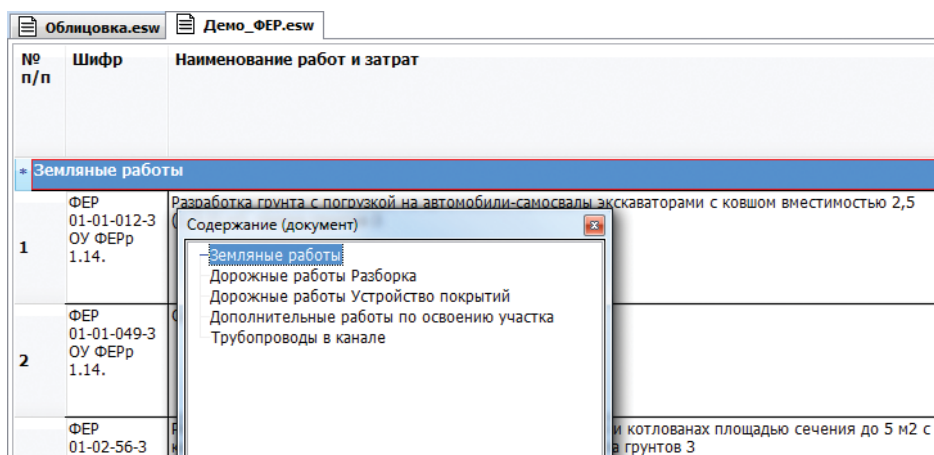 Облицовка.esw Демо_ФЕР.esw
№ п/п Шифр Наименование работ и затрат
* Земляные работы
1 ФЕР 01-01-012-3 ОУ ФЕРр 1.14. Разработка грунта с погрузкой на автомобили-самосвалы экскаваторами с ковшом вместимостью 2,5
Содержание (документ)
Земляные работы
Дорожные работы Разборка
Дорожные работы Устройство покрытий
Дополнительные работы по освоению участка
Трубопроводы в канале
2 ФЕР 01-01-049-3 ОУ ФЕРр 1.14.
ФЕР 01-02-56-3
и котлованах площадью сечения до 5 м2 с
грунтов 3